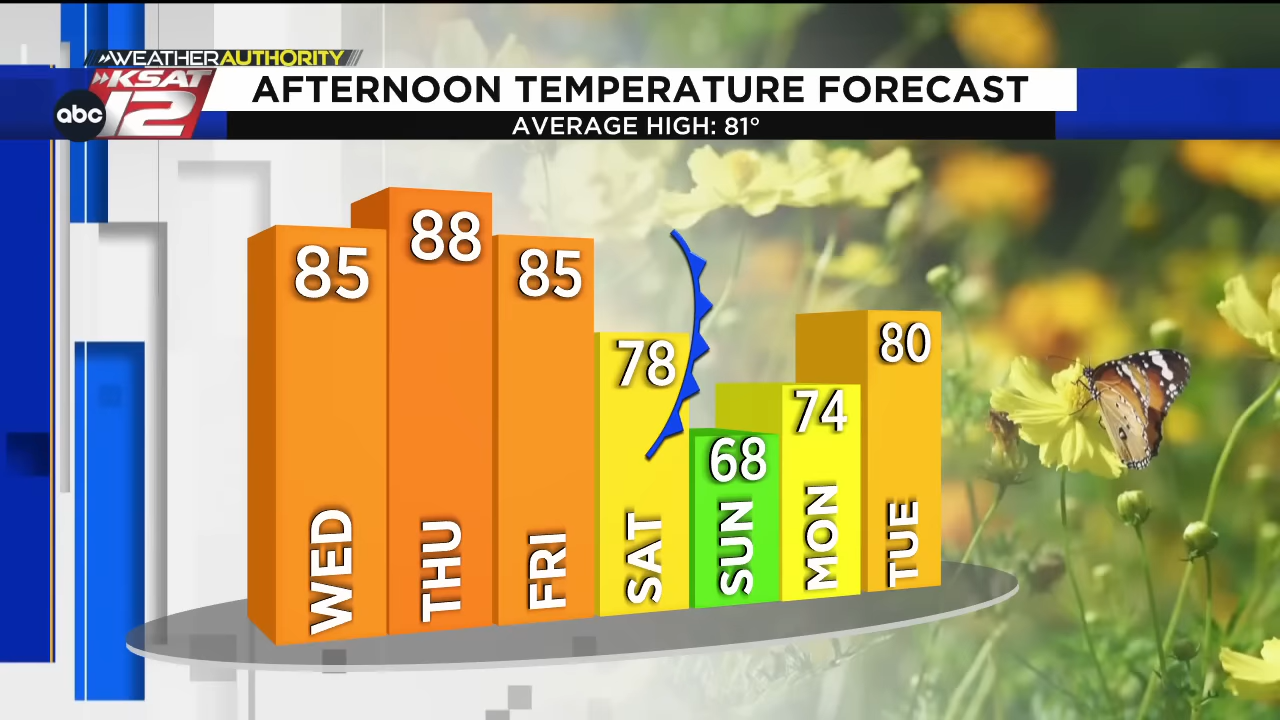 WEATHERAUTHORITY
KSAT
abc 12
AFTERNOON TEMPERATURE FORECAST
AVERAGE HIGH: 81°
85 88 85 78 68 74 80
WED THU FRI SAT SUN MON TUE